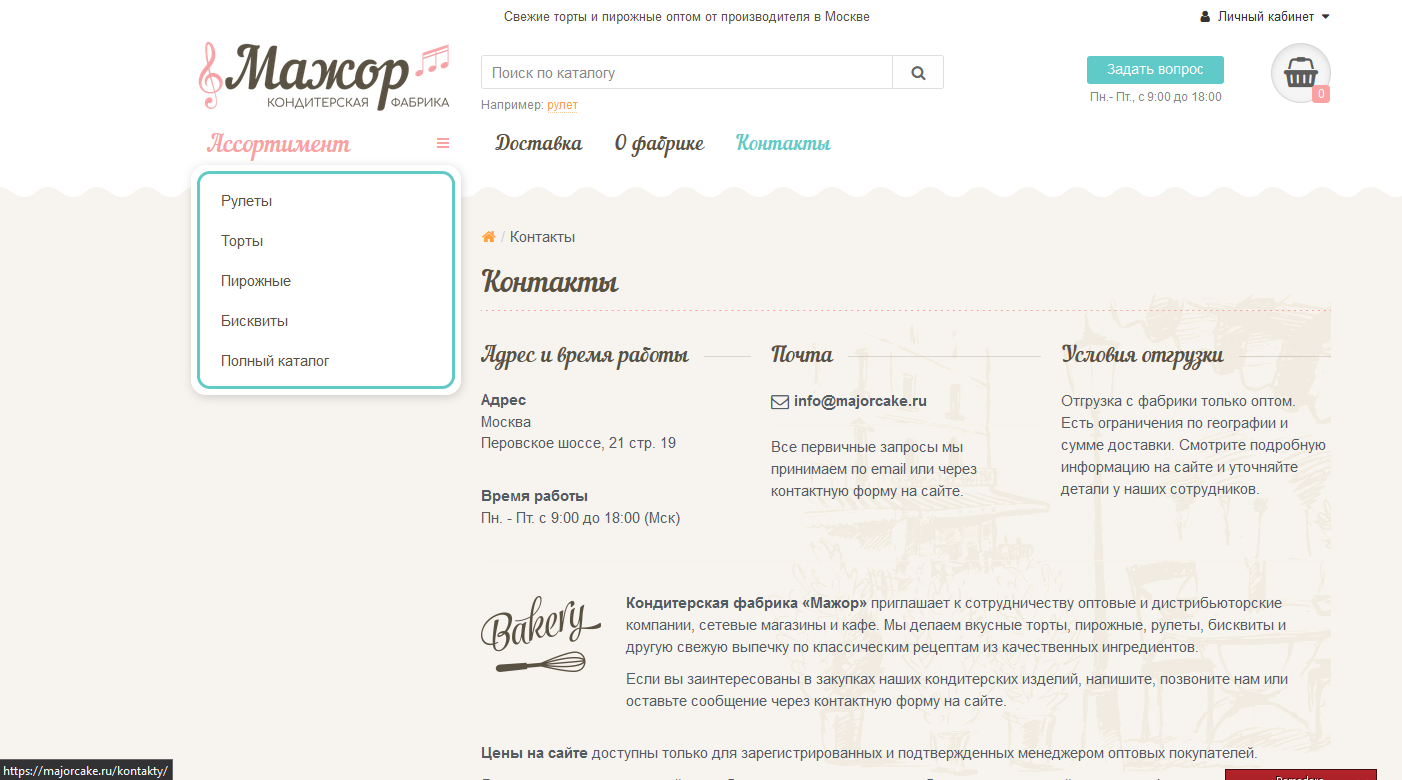 Свежие торты и пирожные оптом от производителя в Москве
Личный кабинет
Мажор
КОНДИТЕРСКАЯ ФАБРИКА
Поиск по каталогу
Например: рулет
Задать вопрос
Пн.- Пт., с 9:00 до 18:00
0
Ассортимент
Доставка
О фабрике
Контакты
Рулеты
Торты
Пирожные
Бисквиты
Полный каталог
/ Контакты
Контакты
Адрес и время работы
Адрес
Москва
Перовское шоссе, 21 стр. 19
Время работы
Пн. - Пт. с 9:00 до 18:00 (Мск)
Почта
info@majorcake.ru
Все первичные запросы мы
принимаем по email или через
контактную форму на сайте.
Условия отгрузки
Отгрузка с фабрики только оптом.
Есть ограничения по географии и
сумме доставки. Смотрите подробную
информацию на сайте и уточняйте
детали у наших сотрудников.
Bakery
Кондитерская фабрика «Мажор» приглашает к сотрудничеству оптовые и дистрибьюторские
компании, сетевые магазины и кафе. Мы делаем вкусные торты, пирожные, рулеты, бисквиты и
другую свежую выпечку по классическим рецептам из качественных ингредиентов.
Если вы заинтересованы в закупках наших кондитерских изделий, напишите, позвоните нам или
оставьте сообщение через контактную форму на сайте.
Цены на сайте доступны только для зарегистрированных и подтвержденных менеджером оптовых покупателей.
https://majorcake.ru/kontakty/